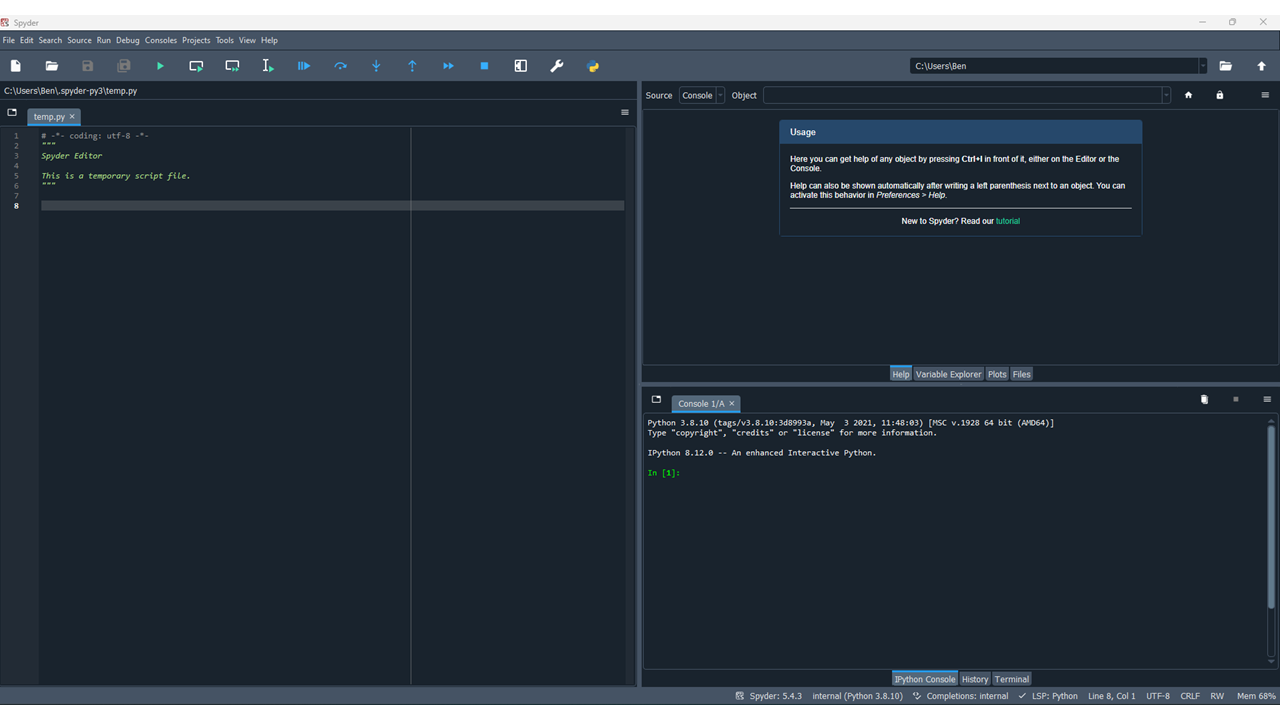 Spyder
File Edit Search Source Run Debug Consoles Projects Tools View Help
C:\Users\Ben
C:\Users\Ben\.spyder-py3\temp.py
temp.py
1 # -*- coding: utf-8 -*-
2 """
3 Spyder Editor
4
5 This is a temporary script file.
6 """
7
8
Source Console Object
Usage
Here you can get help of any object by pressing Ctrl+I in front of it, either on the Editor or the
Console.
Help can also be shown automatically after writing a left parenthesis next to an object. You can
activate this behavior in Preferences > Help.
New to Spyder? Read our tutorial
Help Variable Explorer Plots Files
Console 1/A
Python 3.8.10 (tags/v3.8.10:3d8993a, May  3 2021, 11:48:03) [MSC v.1928 64 bit (AMD64)]
Type "copyright", "credits" or "license" for more information.
IPython 8.12.0 -- An enhanced Interactive Python.
In [1]:
IPython Console History Terminal
Spyder: 5.4.3 internal (Python 3.8.10) Completions: internal LSP: Python Line 8, Col 1 UTF-8 CRLF RW Mem 68%